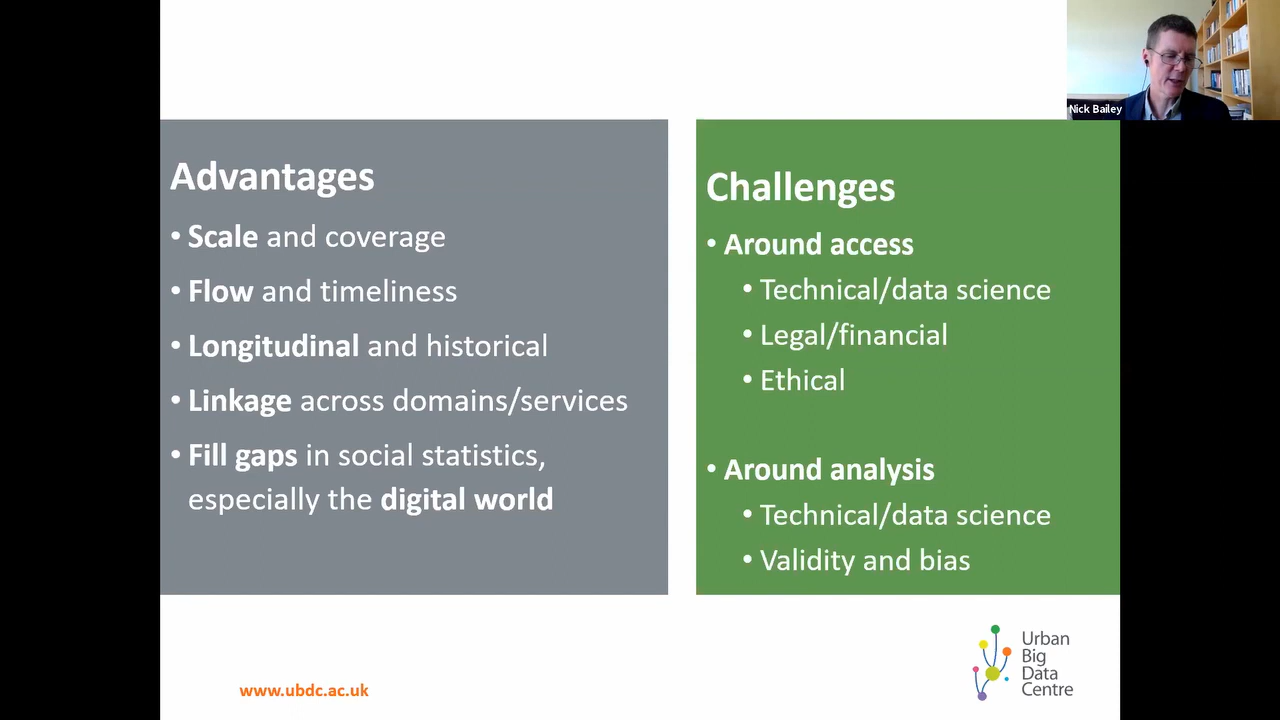 Nick Bailey
Advantages
• Scale and coverage
• Flow and timeliness
• Longitudinal and historical
• Linkage across domains/services
• Fill gaps in social statistics,
especially the digital world
Challenges
• Around access
• Technical/data science
• Legal/financial
• Ethical
• Around analysis
• Technical/data science
• Validity and bias
www.ubdc.ac.uk
Urban
Big
Data
Centre